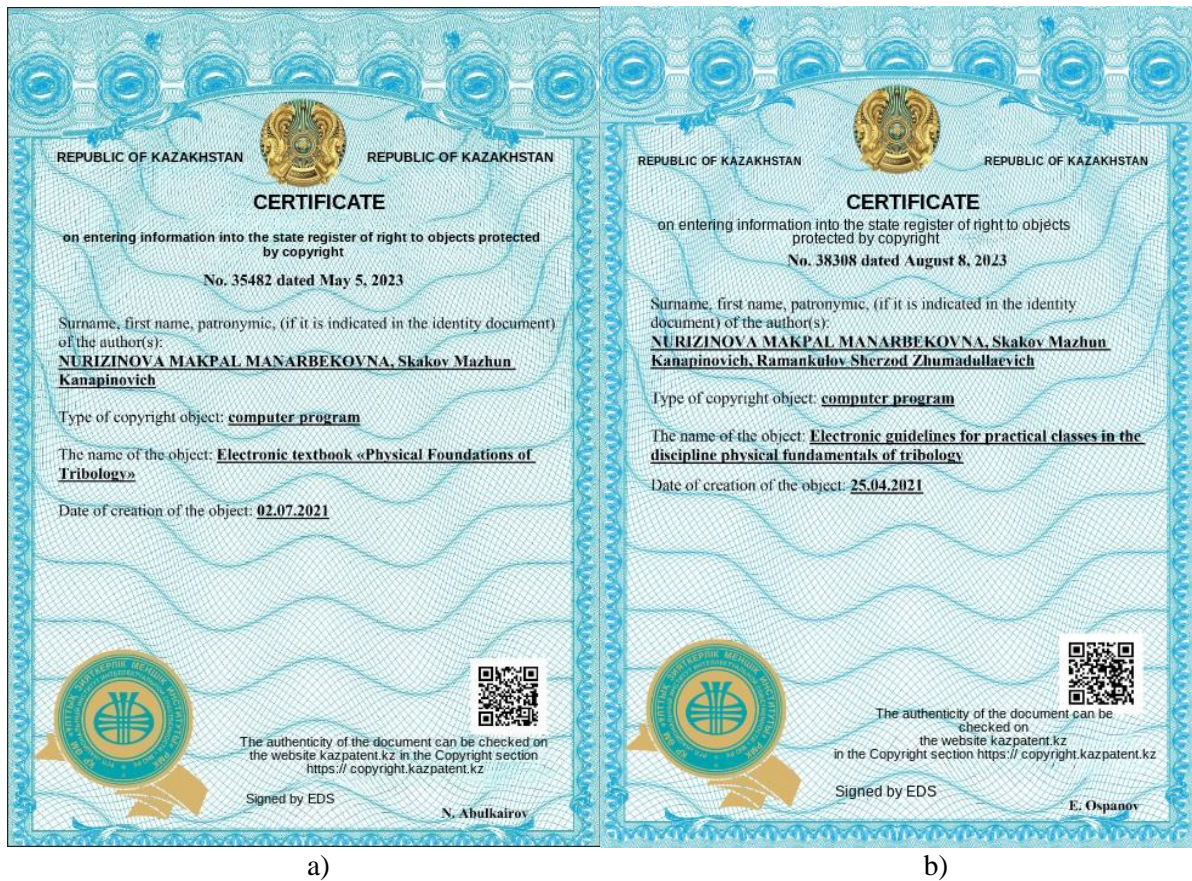 REPUBLIC OF KAZAKHSTAN
REPUBLIC OF KAZAKHSTAN
CERTIFICATE
on entering information into the state register of right to objects protected
by copyright
No. 35482 dated May 5, 2023
Surname, first name, patronymic, (if it is indicated in the identity document)
of the author(s):
NURIZINOVA MAKPAL MANARBEKOVNA, Skakov Mazhun
Kanapinovich
Type of copyright object: computer program
The name of the object: Electronic textbook «Physical Foundations of
Tribology»
Date of creation of the object: 02.07.2021
The authenticity of the document can be checked on
the website kazpatent.kz in the Copyright section
https:// copyright.kazpatent.kz
Signed by EDS
N. Abulkairov
a)
REPUBLIC OF KAZAKHSTAN
REPUBLIC OF KAZAKHSTAN
CERTIFICATE
on entering information into the state register of right to objects
protected by copyright
No. 38308 dated August 8, 2023
Surname, first name, patronymic, (if it is indicated in the identity
document) of the author(s):
NURIZINOVA MAKPAL MANARBEKOVNA, Skakov Mazhun
Kanapinovich, Ramankulov Sherzod Zhumadullaevich
Type of copyright object: computer program
The name of the object: Electronic guidelines for practical classes in the
discipline physical fundamentals of tribology
Date of creation of the object: 25.04.2021
The authenticity of the document can be
checked on
the website kazpatent.kz
in the Copyright section https:// copyright.kazpatent.kz
Signed by EDS
E. Ospanov
b)